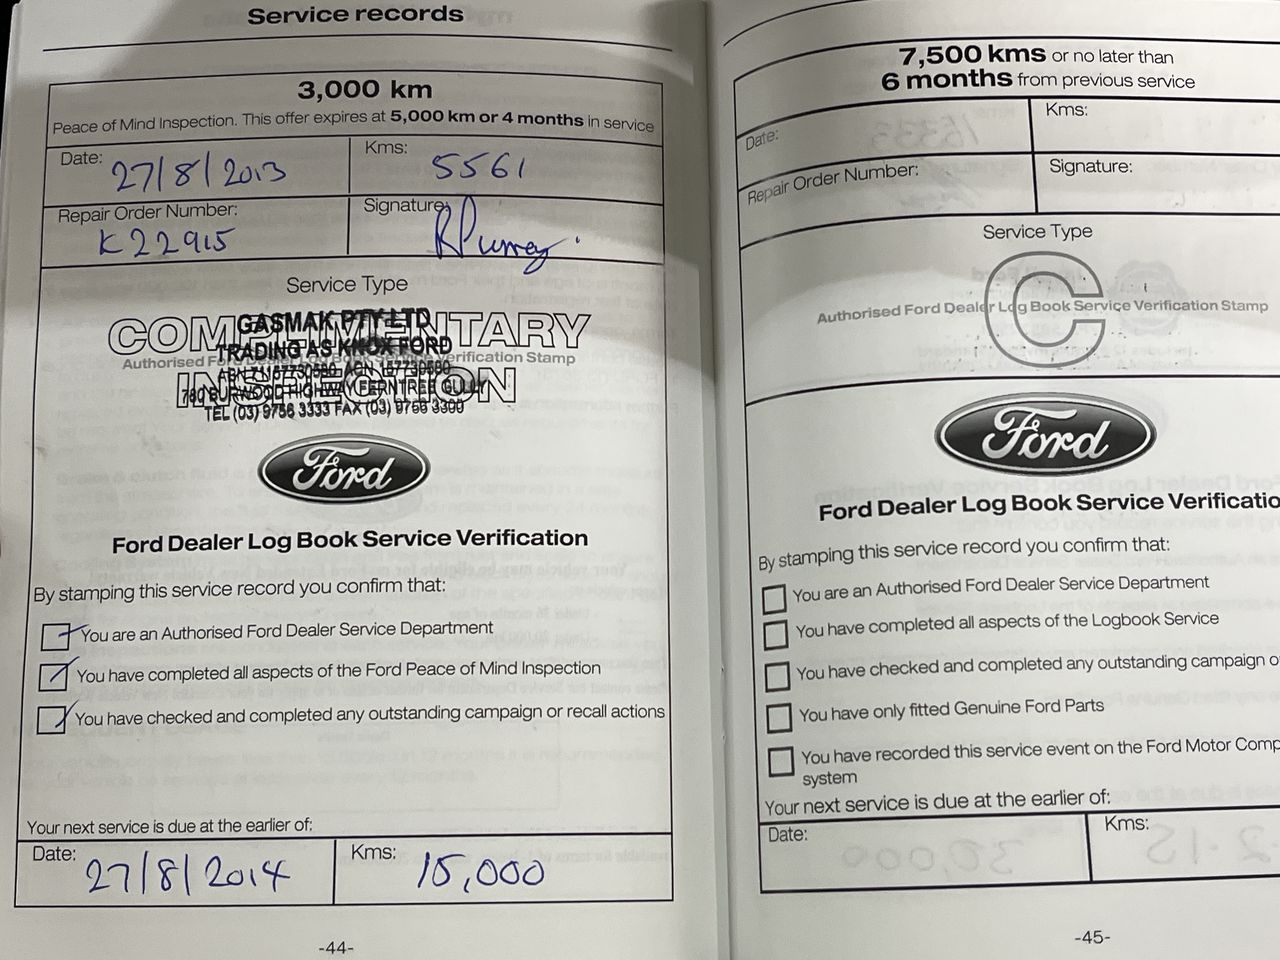 Service records
3,000 km
Peace of Mind Inspection. This offer expires at 5,000 km or 4 months in service
Date: 27/8/2013
Kms: 5561
Repair Order Number: K22915
Signature:
Service Type
COMPLIMENTARY
INSPECTION
Authorised Ford Dealer Log Book Service Verification Stamp
GASMAK PTY LTD
TRADING AS KNOX FORD
780 BURWOOD HIGHWAY FERNTREE GULLY
TEL (03) 9756 3333 FAX (03) 9756 3300
Ford
Ford Dealer Log Book Service Verification
By stamping this service record you confirm that:
You are an Authorised Ford Dealer Service Department
You have completed all aspects of the Ford Peace of Mind Inspection
You have checked and completed any outstanding campaign or recall actions
Your next service is due at the earlier of:
Date: 27/8/2014
Kms: 15,000
-44-
7,500 kms or no later than
6 months from previous service
Date:
Kms:
Repair Order Number:
Signature:
Service Type
C
Authorised Ford Dealer Log Book Service Verification Stamp
Ford
Ford Dealer Log Book Service Verificatio
By stamping this service record you confirm that:
You are an Authorised Ford Dealer Service Department
You have completed all aspects of the Logbook Service
You have checked and completed any outstanding campaign o
You have only fitted Genuine Ford Parts
You have recorded this service event on the Ford Motor Comp
system
Your next service is due at the earlier of:
Date:
Kms:
-45-